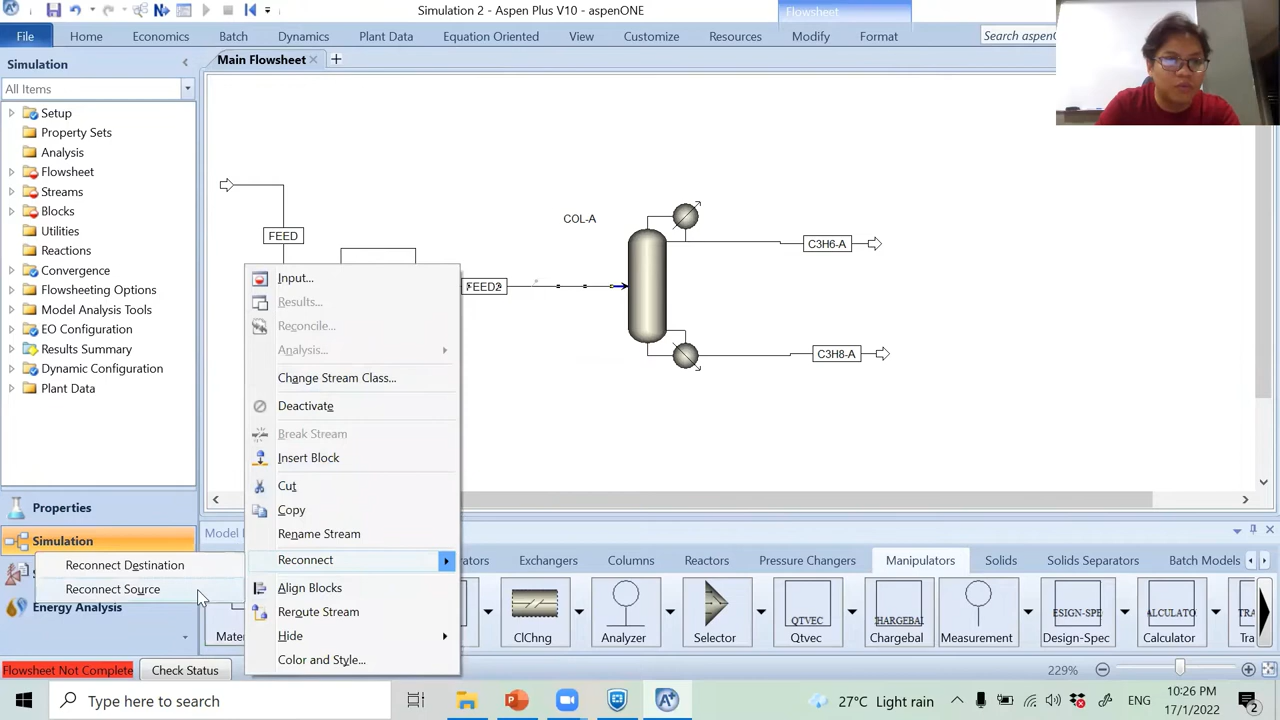 Simulation 2 - Aspen Plus V10 - aspenONE
Flowsheet
File Home Economics Batch Dynamics Plant Data Equation Oriented View Customize Resources Modify Format
Simulation
Main Flowsheet
All Items
Setup
Property Sets
Analysis
Flowsheet
Streams
Blocks
Utilities
Reactions
Convergence
Flowsheeting Options
Model Analysis Tools
EO Configuration
Results Summary
Dynamic Configuration
Plant Data
Properties
Simulation
Energy Analysis
FEED
COL-A
FEED2
C3H6-A
C3H8-A
Input...
Results...
Reconcile...
Analysis...
Change Stream Class...
Deactivate
Break Stream
Insert Block
Cut
Copy
Rename Stream
Reconnect
Align Blocks
Reroute Stream
Hide
Color and Style...
Reconnect Destination
Reconnect Source
Exchangers Columns Reactors Pressure Changers Manipulators Solids Solids Separators Batch Models
QTVEC
CHARGEBAL
ESIGN-SPE
ALCULATO
ClChng Analyzer Selector Qtvec Chargebal Measurement Design-Spec Calculator
Flowsheet Not Complete Check Status
229%
Type here to search
27°C Light rain
ENG
10:26 PM
17/1/2022
2